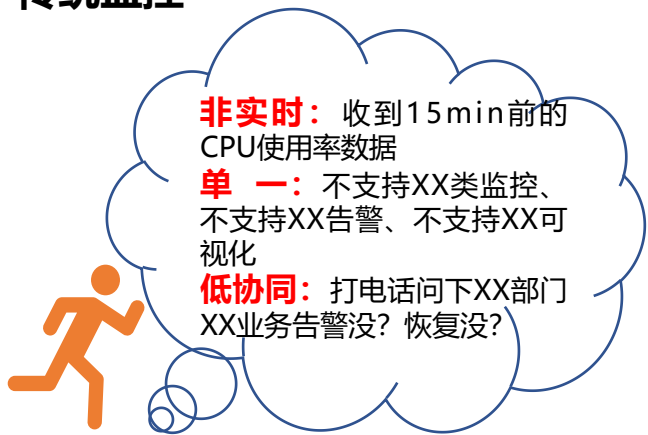 传统监控
非实时：收到15min前的
CPU使用率数据
单 一：不支持XX类监控、
不支持XX告警、不支持XX可
视化
低协同：打电话问下XX部门
XX业务告警没？恢复没？